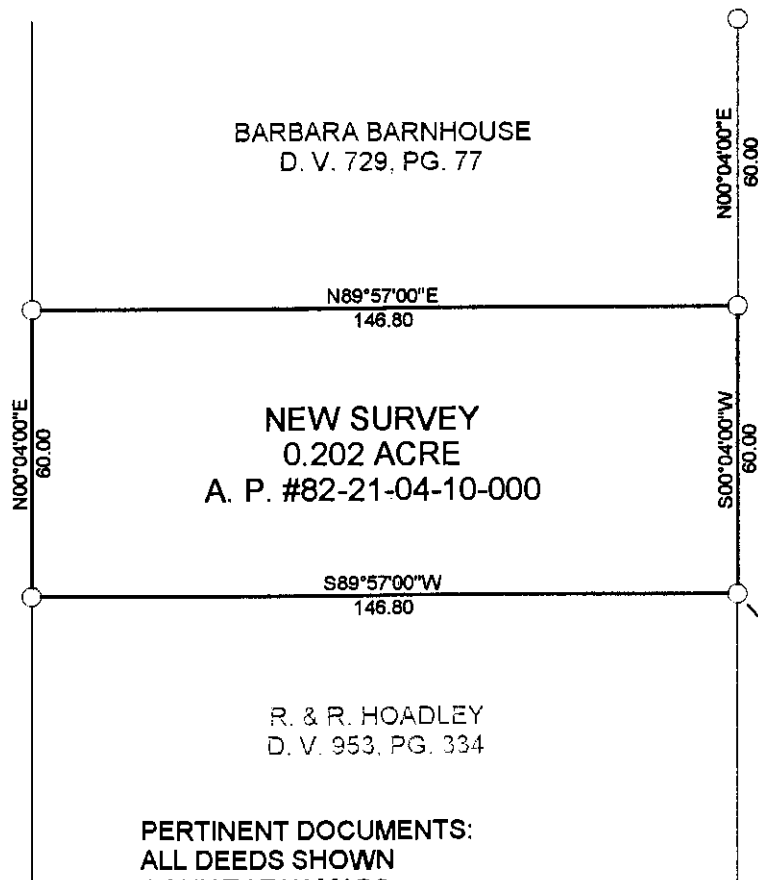 BARBARA BARNHOUSE
D. V. 729, PG. 77
N00°04'00"E
60.00
N89°57'00"E
146.80
N00°04'00"E
60.00
NEW SURVEY
0.202 ACRE
A. P. #82-21-04-10-000
S00°04'00"W
60.00
S89°57'00"W
146.80
R. & R. HOADLEY
D. V. 953, PG. 334
PERTINENT DOCUMENTS:
ALL DEEDS SHOWN